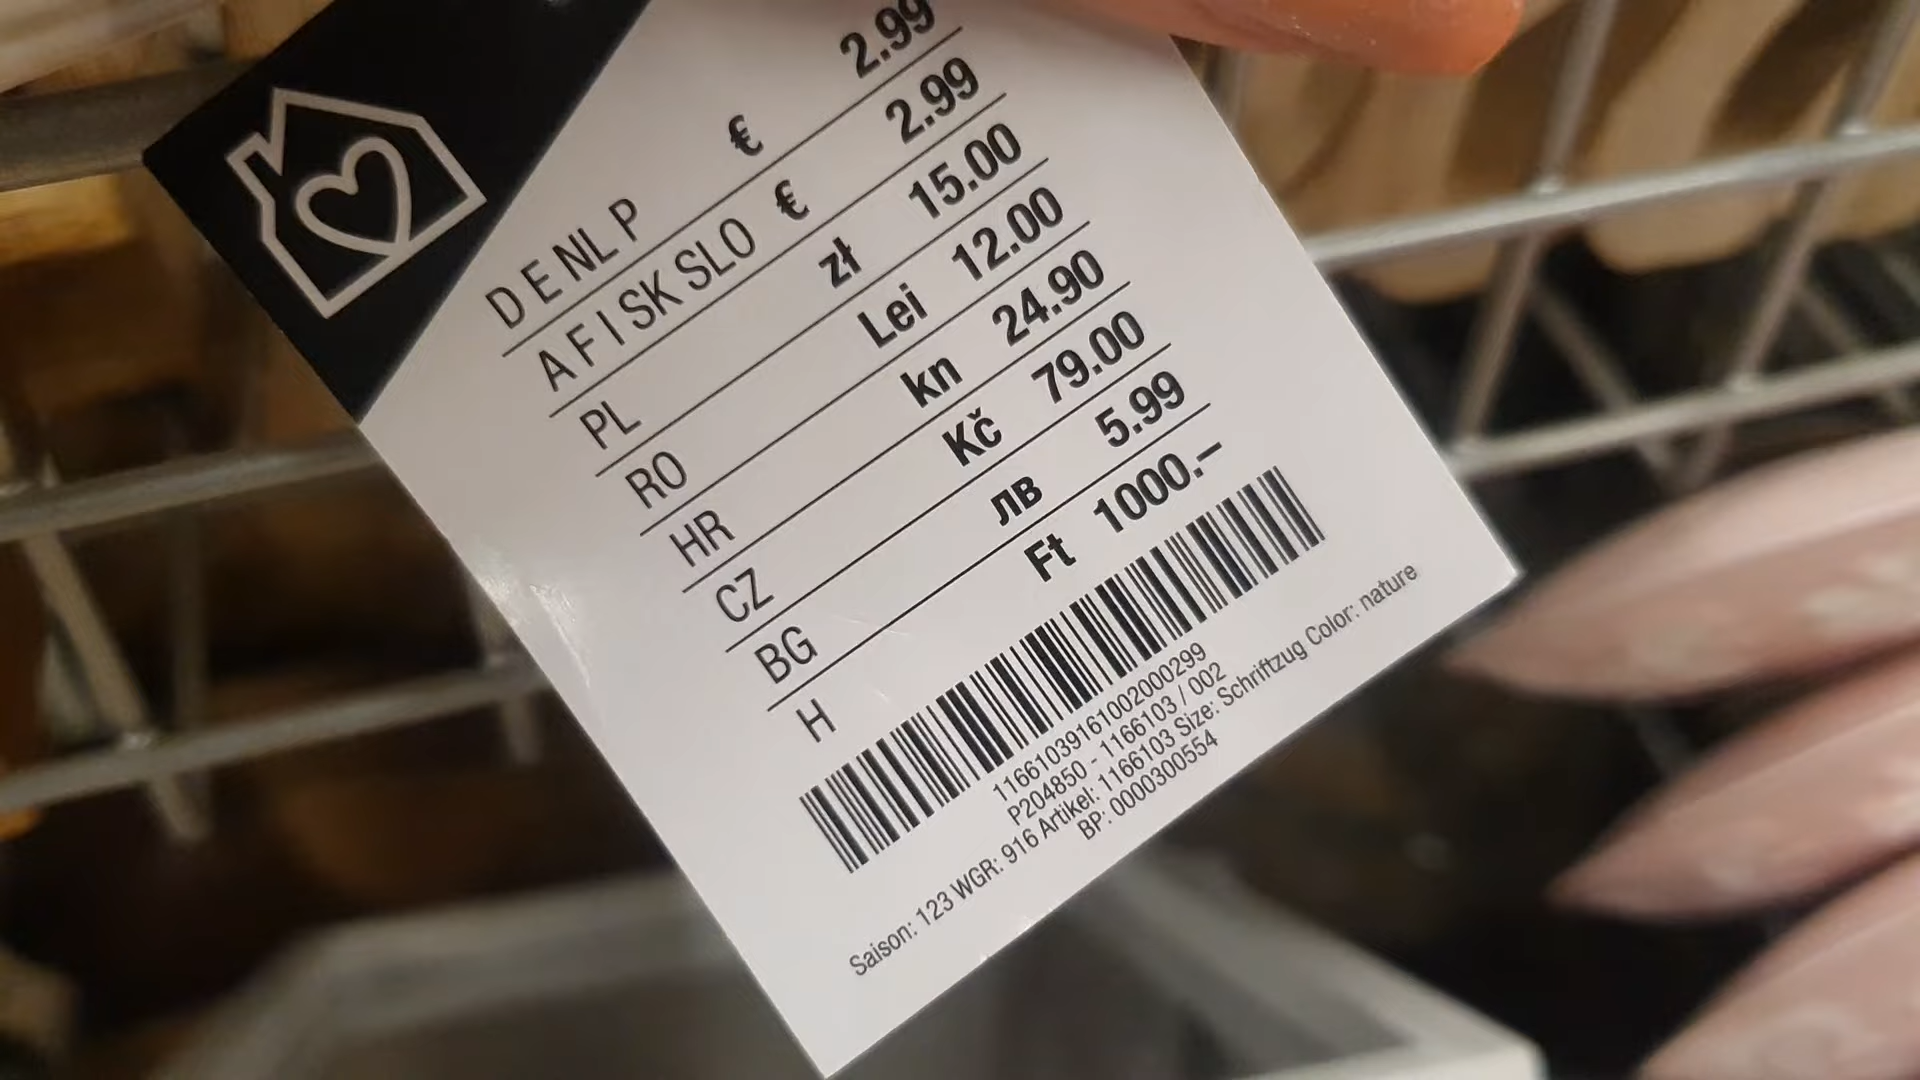 D E NL P € 2.99
A F I SK SLO € 2.99
PL zł 15.00
RO Lei 12.00
HR kn 24.90
CZ Kč 79.00
BG лв 5.99
H Ft 1000.–
11661039161002000299
P204850 - 1166103 / 002
Saison: 123 WGR: 916 Artikel: 1166103 Size: Schriftzug Color: nature
BP: 0000300554